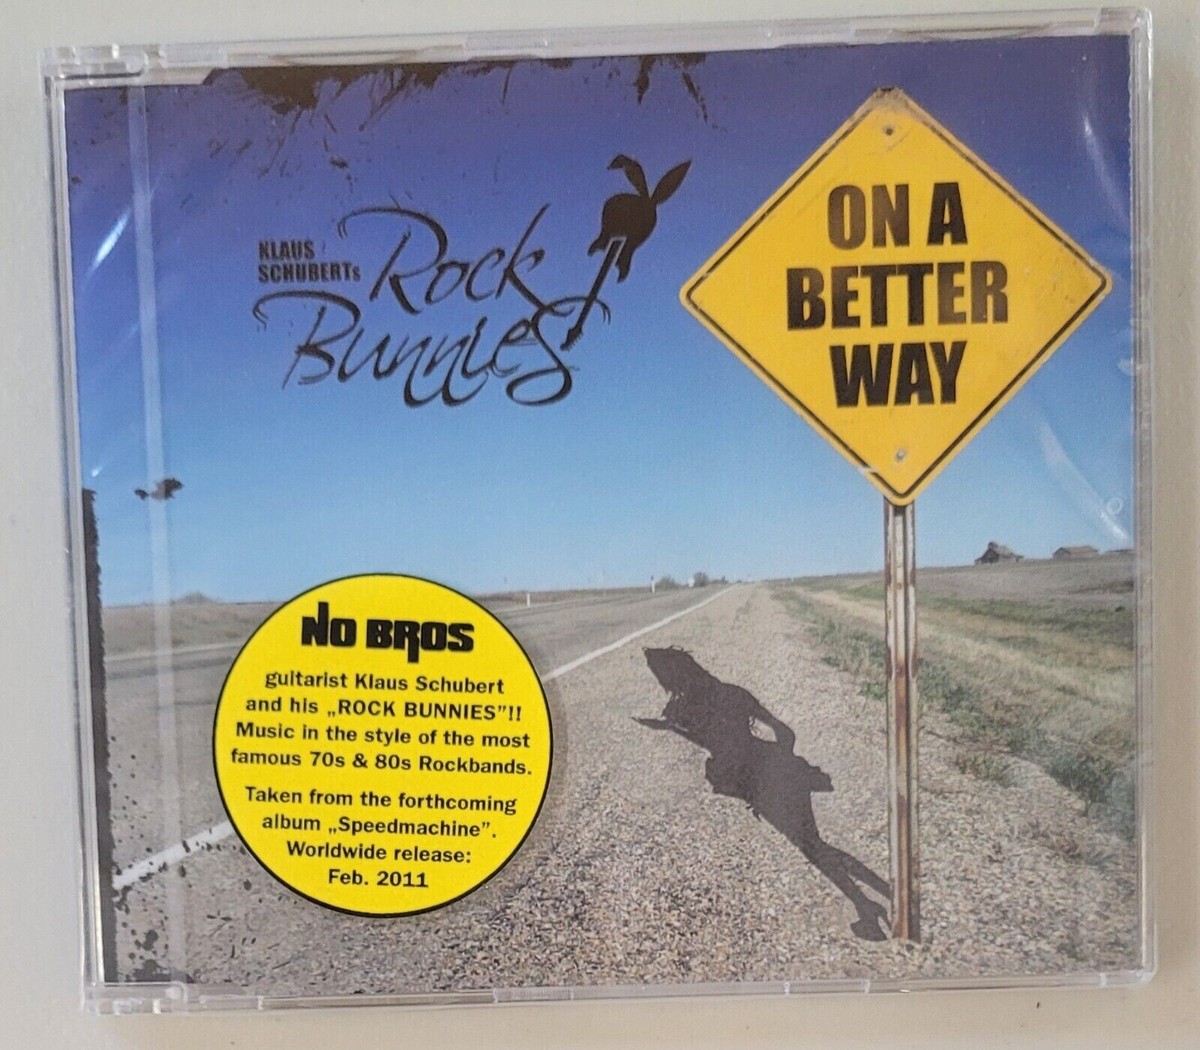 KLAUS
SCHUBERTs
Rock
Bunnies
ON A
BETTER
WAY
NO BROS
guitarist Klaus Schubert
and his „ROCK BUNNIES”!!
Music in the style of the most
famous 70s & 80s Rockbands.
Taken from the forthcoming
album „Speedmachine”.
Worldwide release:
Feb. 2011